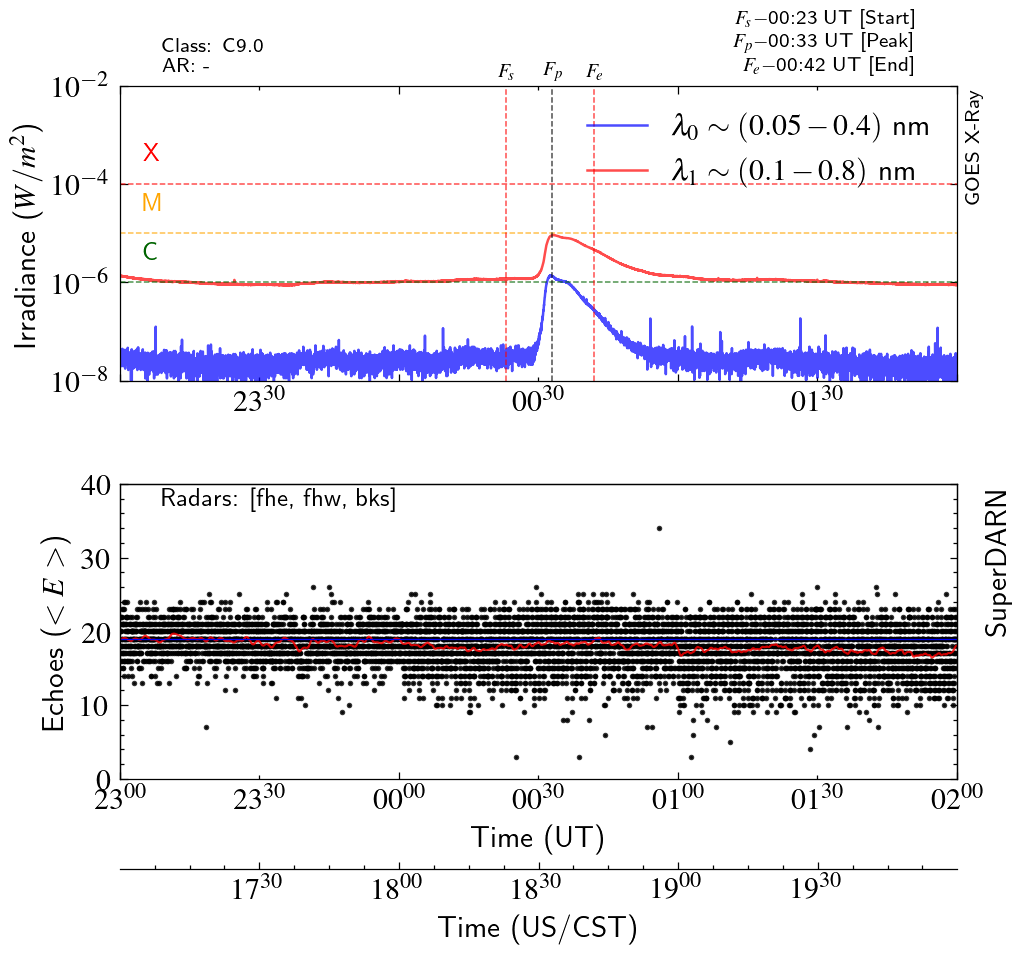 F_s−00:23 UT [Start]
Class: C9.0
F_p−00:33 UT [Peak]
AR: -
F_e−00:42 UT [End]
F_s F_p F_e
10^−2
λ_0 ∼ (0.05−0.4) nm
X
λ_1 ∼ (0.1−0.8) nm
10^−4
M
C
10^−6
10^−8
Irradiance (W/m^2)
GOES X-Ray
23^30 00^30 01^30
40
Radars: [fhe, fhw, bks]
30
20
10
0
Echoes (< E >)
SuperDARN
23^00 23^30 00^00 00^30 01^00 01^30 02^00
Time (UT)
17^30 18^00 18^30 19^00 19^30
Time (US/CST)